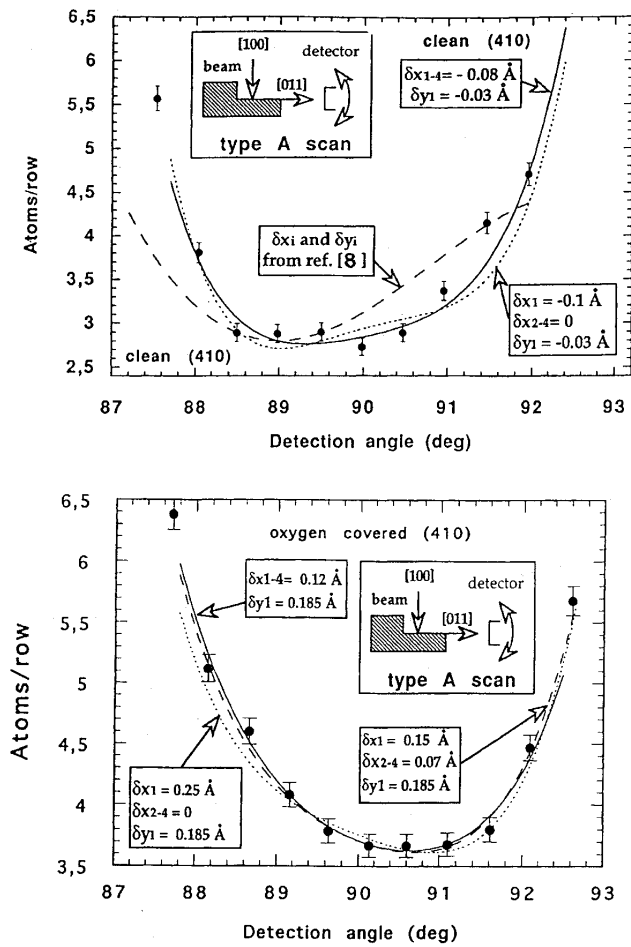 6,5
6
5,5
5
4,5
4
3,5
3
2,5
Atoms/row
[100]
beam
detector
[011]
type A scan
clean (410)
δx1-4= - 0.08 Å
δy1 = -0.03 Å
δxi and δyi
from ref. [8]
δx1 = -0.1 Å
δx2-4= 0
δy1 = -0.03 Å
clean (410)
87 88 89 90 91 92 93
Detection angle (deg)
6,5
6
5,5
5
4,5
4
3,5
Atoms/row
oxygen covered (410)
δx1-4= 0.12 Å
δy1 = 0.185 Å
[100]
detector
beam
[011]
type A scan
δx1 = 0.25 Å
δx2-4= 0
δy1 = 0.185 Å
δx1 = 0.15 Å
δx2-4= 0.07 Å
δy1 = 0.185 Å
87 88 89 90 91 92 93
Detection angle (deg)